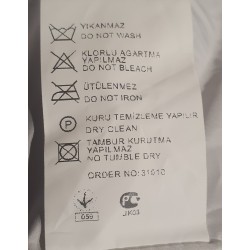 YIKANMAZ
DO NOT WASH
KLORLU AĞARTMA
YAPILMAZ
DO NOT BLEACH
ÜTÜLENMEZ
DO NOT IRON
P
KURU TEMİZLEME YAPILIR
DRY CLEAN
TAMBUR KURUTMA
YAPILMAZ
NO TUMBLE DRY
ORDER NO: